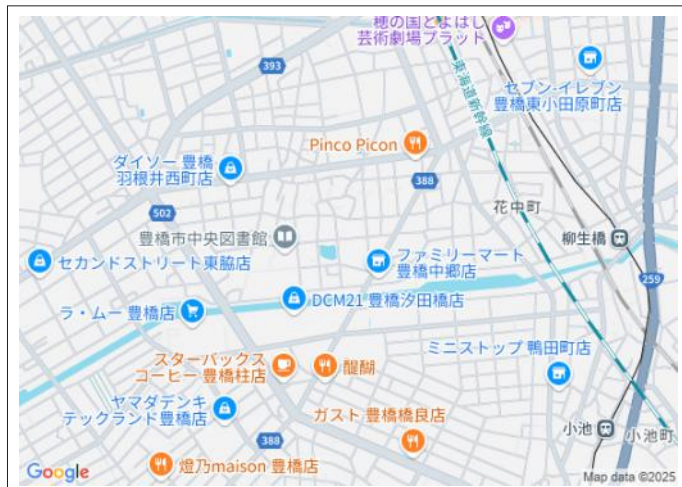 穂の国とよはし
芸術劇場プラット
393
セブン-イレブン
豊橋東小田原町店
Pinco Picon
ダイソー 豊橋
羽根井西町店
388
502
花中町
豊橋市中央図書館
柳生橋
セカンドストリート東脇店
ファミリーマート
豊橋中郷店
259
DCM21 豊橋汐田橋店
ラ・ムー 豊橋店
スターバックス
コーヒー 豊橋柱店
醍醐
ミニストップ 鴨田町店
ヤマダデンキ
テックランド豊橋店
ガスト 豊橋橋良店
388
小池
小池町
燈乃maison 豊橋店
Google
Map data ©2025